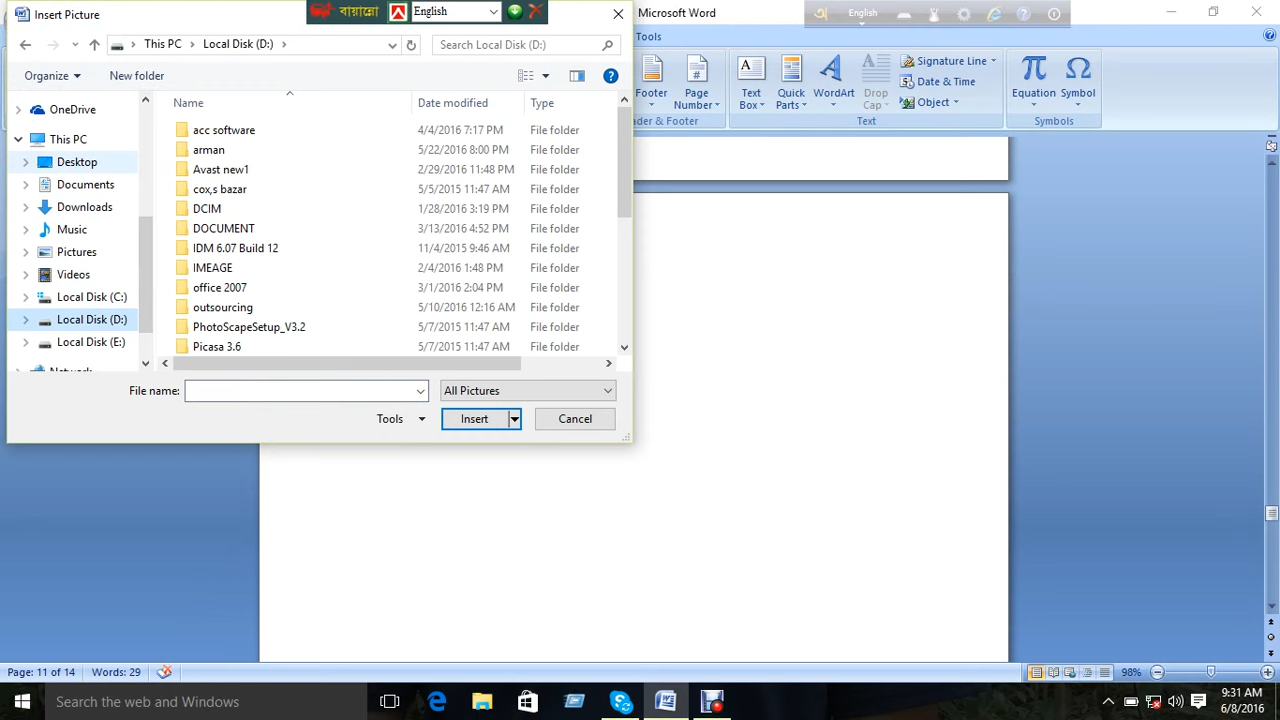 Insert Picture
বায়ান্নো
English
Microsoft Word
English
This PC
Local Disk (D:)
Search Local Disk (D:)
Tools
Organize
New folder
Signature Line
Date & Time
Object
Footer
Page
Number
Text
Box
Quick
Parts
WordArt
Drop
Cap
Equation
Symbol
ader & Footer
Text
Symbols
OneDrive
This PC
Desktop
Documents
Downloads
Music
Pictures
Videos
Local Disk (C:)
Local Disk (D:)
Local Disk (E:)
Network
Name Date modified Type
acc software 4/4/2016 7:17 PM File folder
arman 5/22/2016 8:00 PM File folder
Avast new1 2/29/2016 11:48 PM File folder
cox,s bazar 5/5/2015 11:47 AM File folder
DCIM 1/28/2016 3:19 PM File folder
DOCUMENT 3/13/2016 4:52 PM File folder
IDM 6.07 Build 12 11/4/2015 9:46 AM File folder
IMEAGE 2/4/2016 1:48 PM File folder
office 2007 3/1/2016 2:04 PM File folder
outsourcing 5/10/2016 12:16 AM File folder
PhotoScapeSetup_V3.2 5/7/2015 11:47 AM File folder
Picasa 3.6 5/7/2015 11:47 AM File folder
File name:
All Pictures
Tools
Insert
Cancel
Page: 11 of 14 Words: 29
98%
Search the web and Windows
9:31 AM
6/8/2016